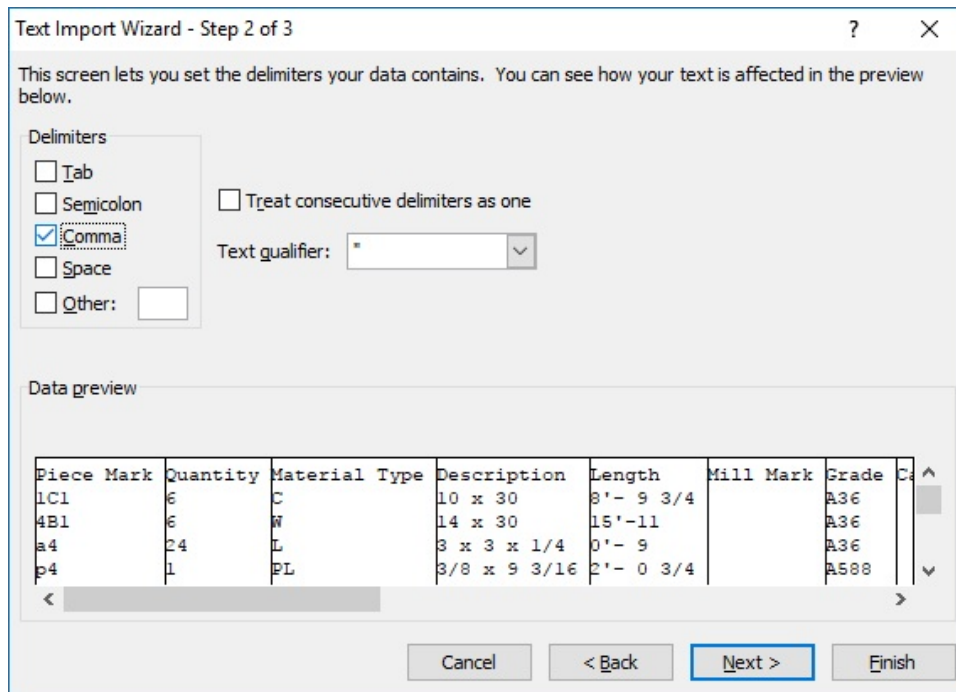 Text Import Wizard - Step 2 of 3
This screen lets you set the delimiters your data contains.  You can see how your text is affected in the preview
below.
Delimiters
Tab
Semicolon
Comma
Space
Other:
Treat consecutive delimiters as one
Text qualifier: "
Data preview
Piece Mark Quantity Material Type Description Length Mill Mark Grade Ca
1C1 6 C 10 x 30 8'- 9 3/4 A36
4B1 6 W 14 x 30 15'-11 A36
a4 24 L 3 x 3 x 1/4 0'- 9 A36
p4 1 PL 3/8 x 9 3/16 2'- 0 3/4 A588
Cancel < Back Next > Finish